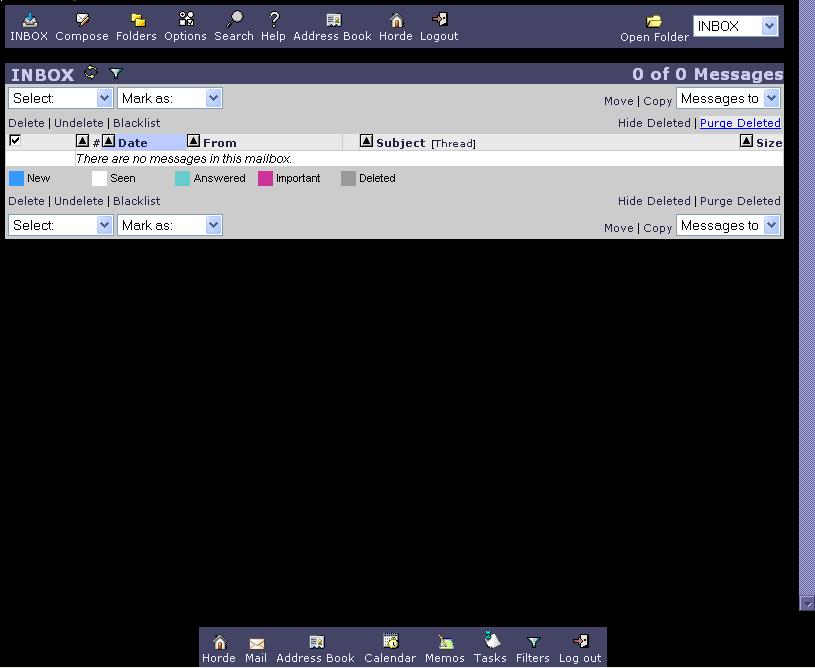 INBOX Compose Folders Options Search Help Address Book Horde Logout Open Folder INBOX
INBOX 0 of 0 Messages
Select: Mark as: Move | Copy Messages to
Delete | Undelete | Blacklist Hide Deleted | Purge Deleted
# Date From Subject [Thread] Size
There are no messages in this mailbox.
New Seen Answered Important Deleted
Delete | Undelete | Blacklist Hide Deleted | Purge Deleted
Select: Mark as: Move | Copy Messages to
Horde Mail Address Book Calendar Memos Tasks Filters Log out